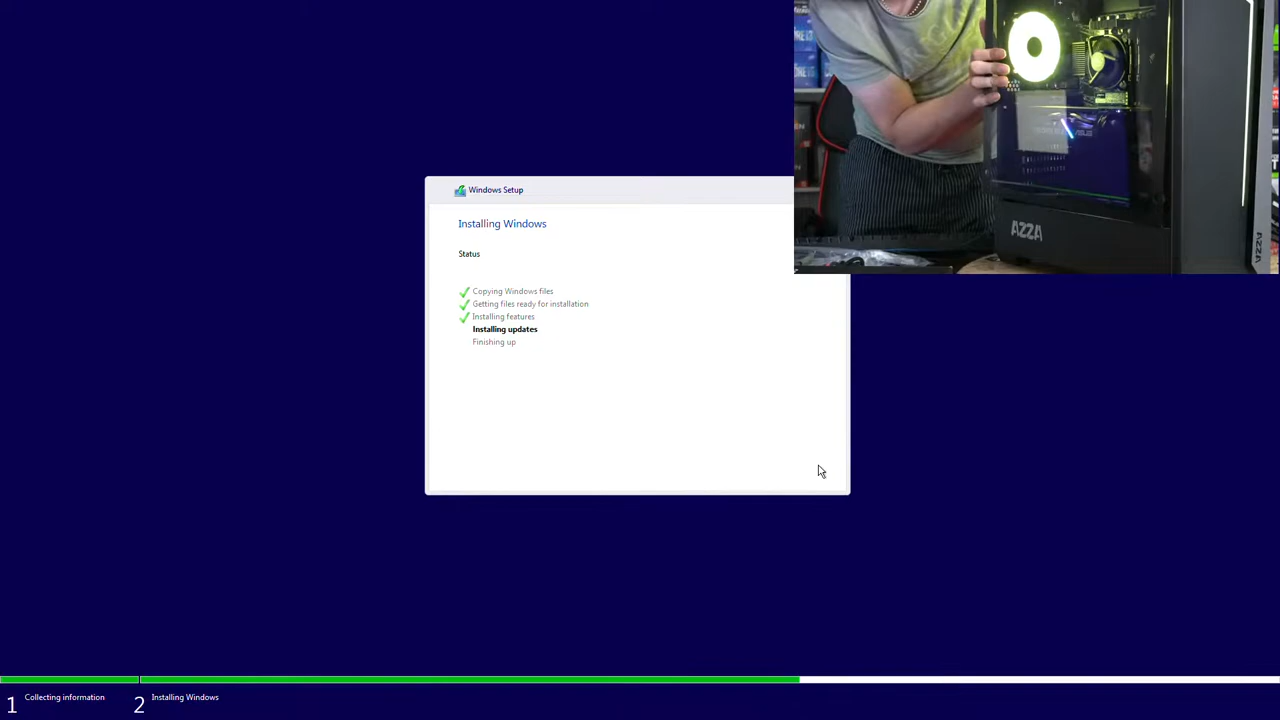 Windows Setup
Installing Windows
Status
Copying Windows files
Getting files ready for installation
Installing features
Installing updates
Finishing up
1 Collecting information
2 Installing Windows
AZZA
AZZA